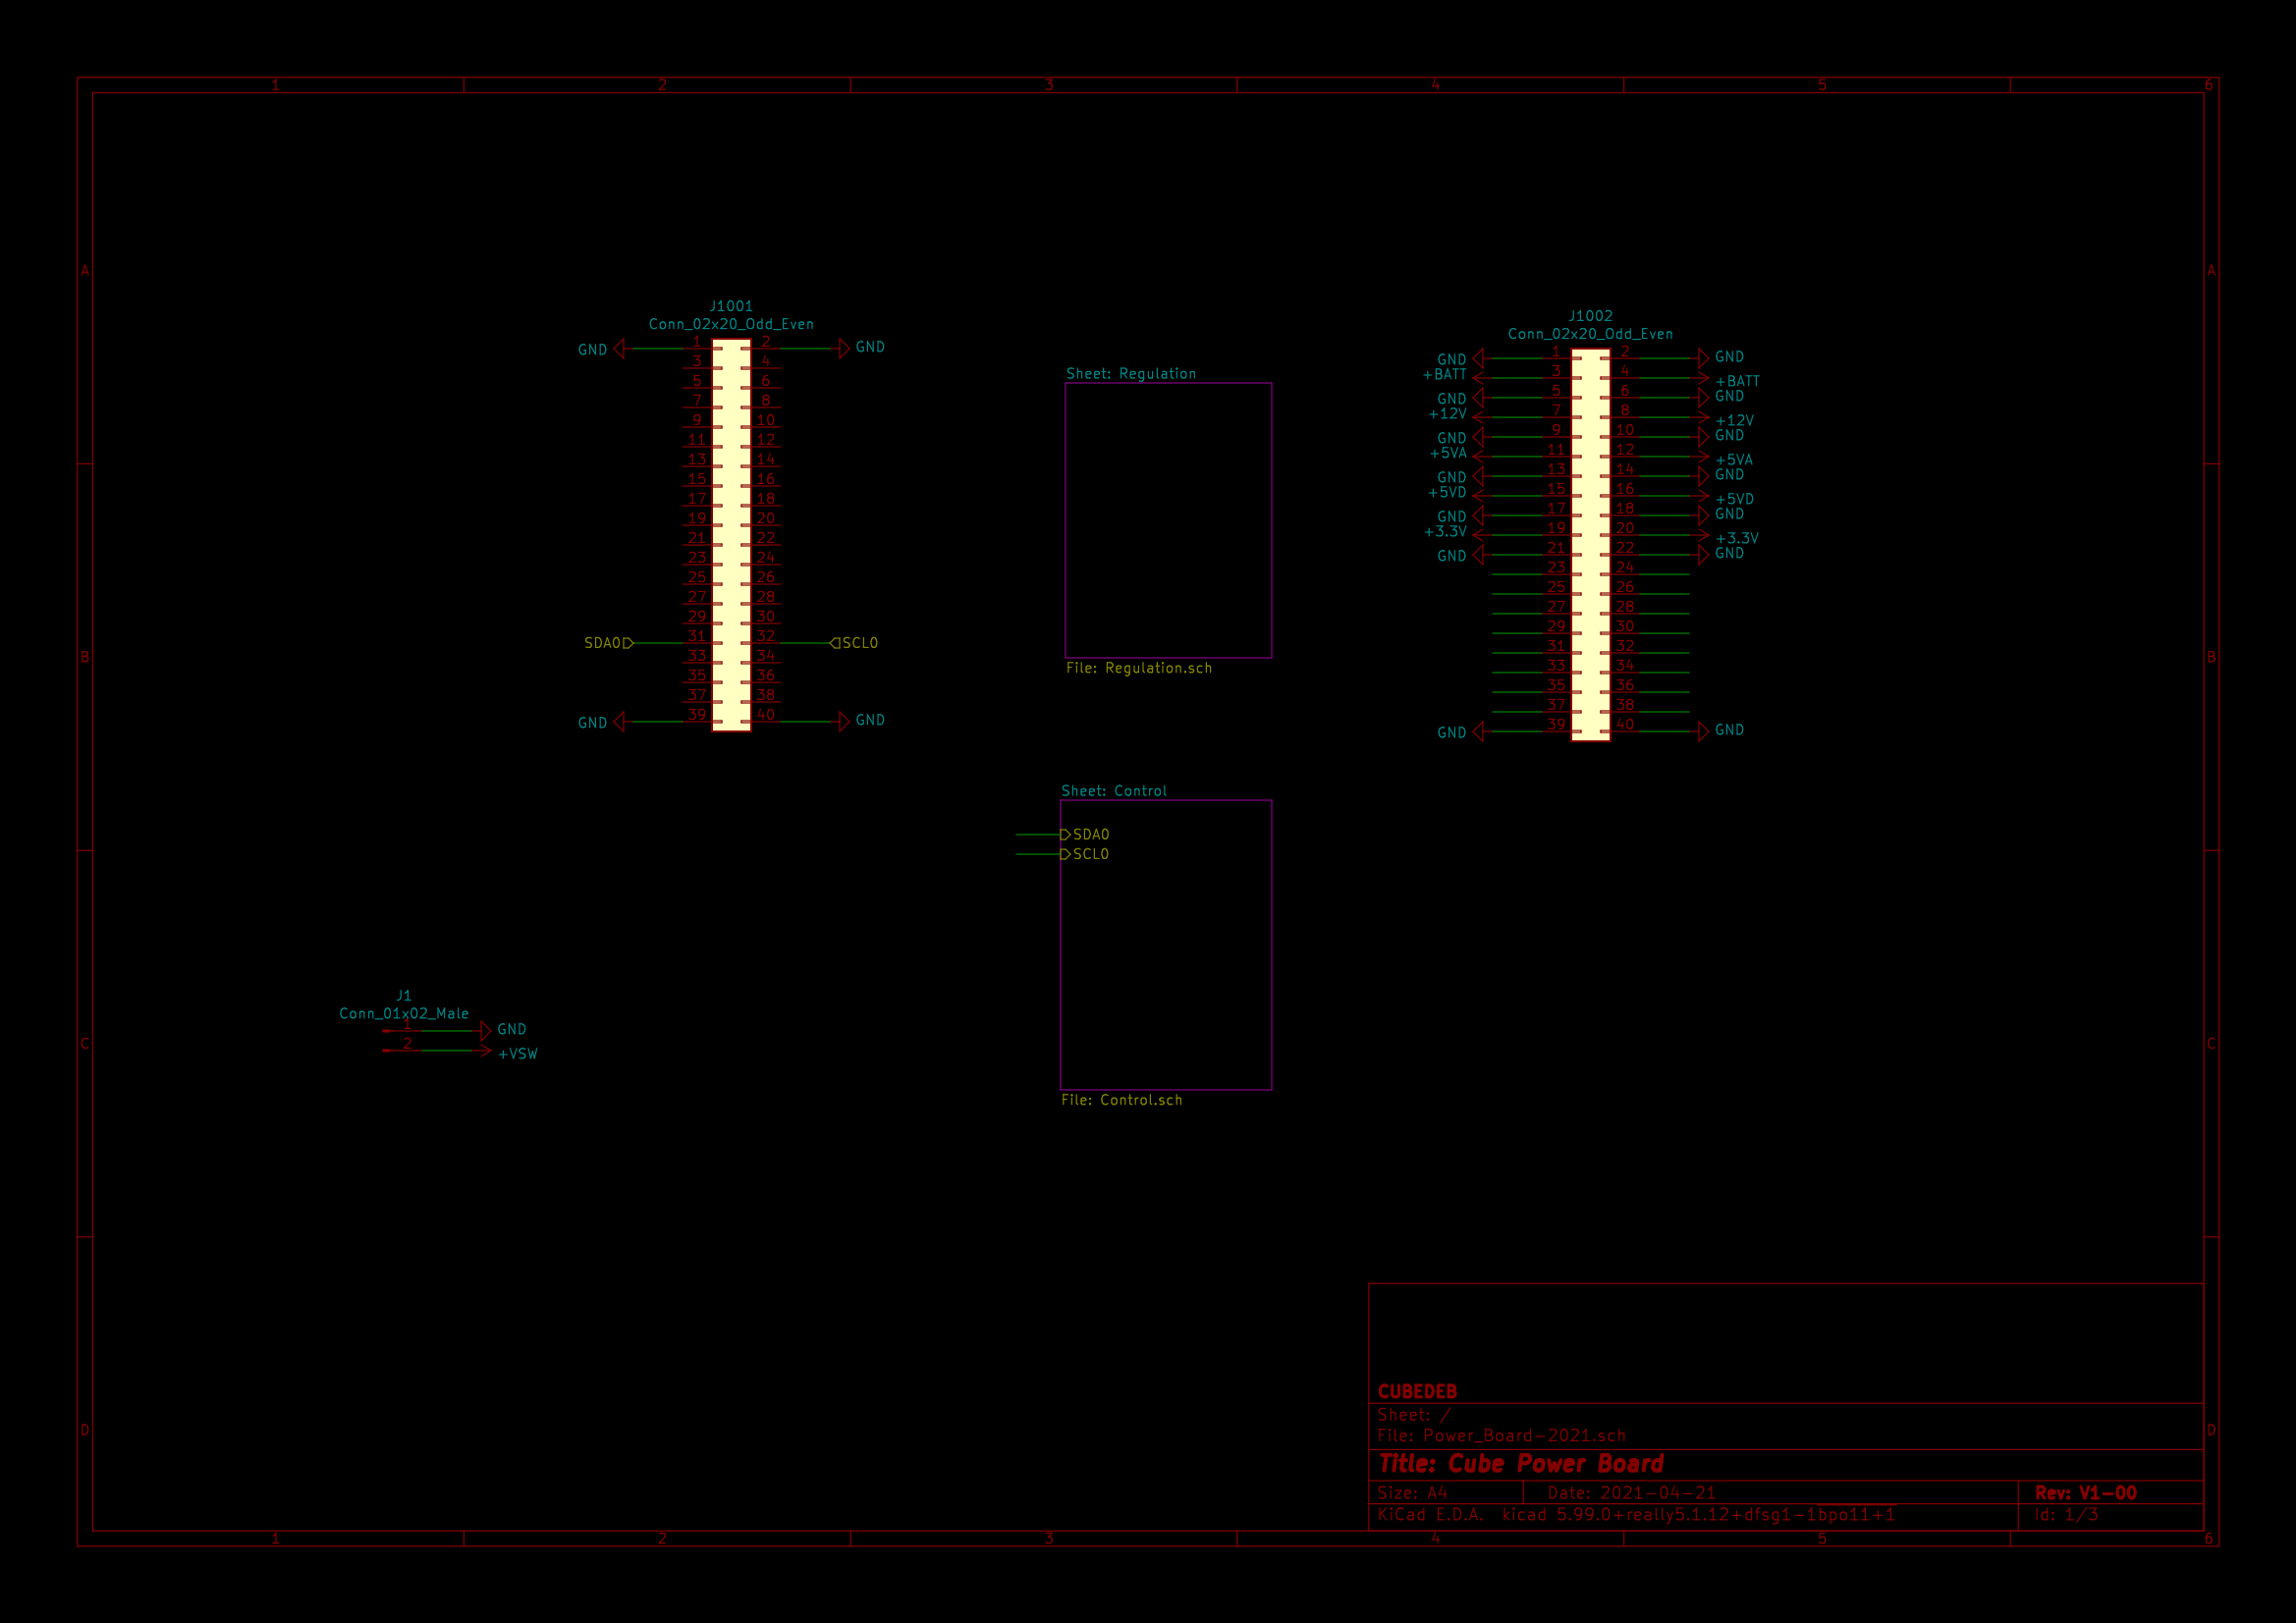 1 2 3 4 5 6
A A
B B
C C
D D
J1001
Conn_02x20_Odd_Even
GND 1 2 GND
3 4
5 6
7 8
9 10
11 12
13 14
15 16
17 18
19 20
21 22
23 24
25 26
27 28
29 30
SDA0 31 32 SCL0
33 34
35 36
37 38
GND 39 40 GND
Sheet: Regulation
File: Regulation.sch
J1002
Conn_02x20_Odd_Even
GND 1 2 GND
+BATT 3 4 +BATT
GND 5 6 GND
+12V 7 8 +12V
GND 9 10 GND
+5VA 11 12 +5VA
GND 13 14 GND
+5VD 15 16 +5VD
GND 17 18 GND
+3.3V 19 20 +3.3V
GND 21 22 GND
23 24
25 26
27 28
29 30
31 32
33 34
35 36
37 38
GND 39 40 GND
Sheet: Control
SDA0
SCL0
File: Control.sch
J1
Conn_01x02_Male
1 GND
2 +VSW
CUBEDEB
Sheet: /
File: Power_Board-2021.sch
Title: Cube Power Board
Size: A4 Date: 2021-04-21 Rev: V1-00
KiCad E.D.A. kicad 5.99.0+really5.1.12+dfsg1-1bpo11+1 Id: 1/3
1 2 3 4 5 6